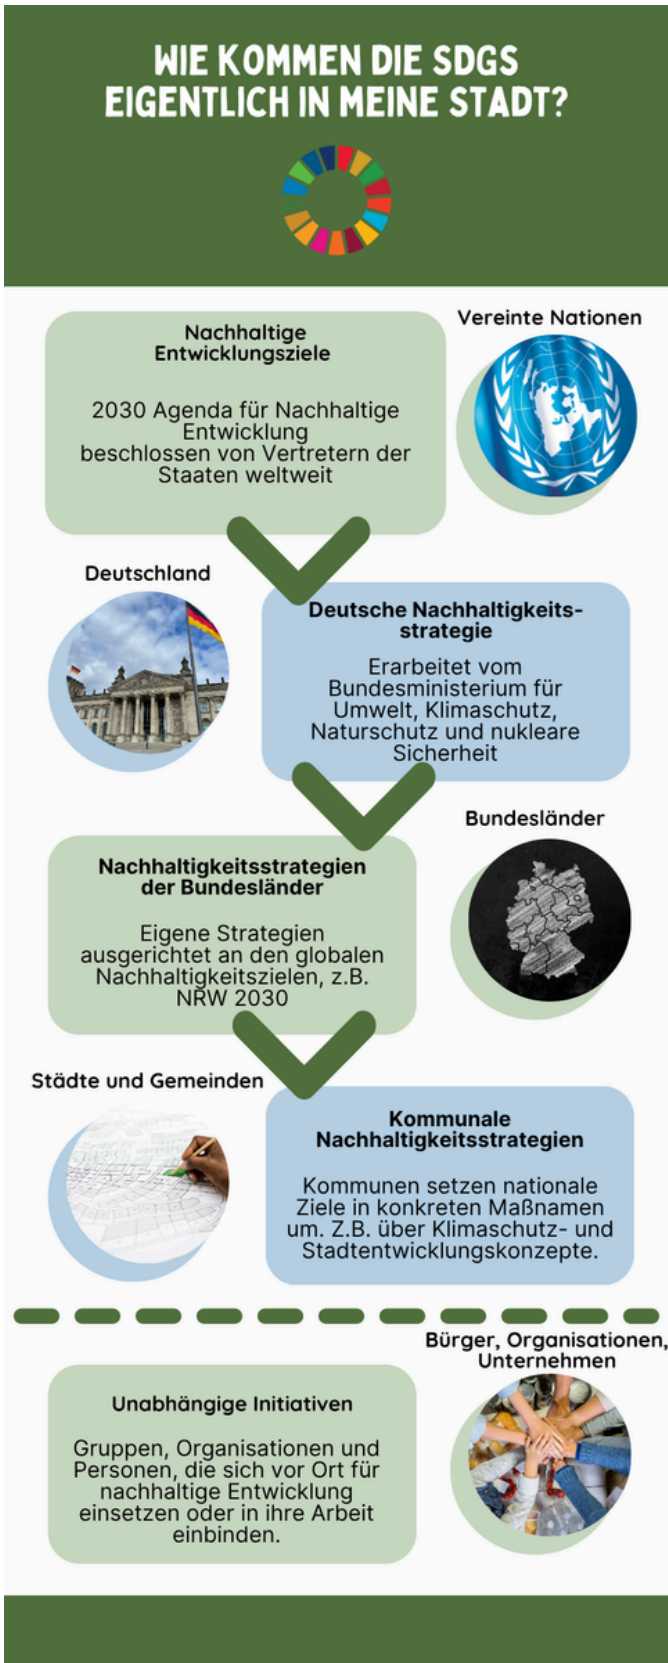 WIE KOMMEN DIE SDGS
EIGENTLICH IN MEINE STADT?
Vereinte Nationen
Nachhaltige
Entwicklungsziele
2030 Agenda für Nachhaltige
Entwicklung
beschlossen von Vertretern der
Staaten weltweit
Deutschland
Deutsche Nachhaltigkeits-
strategie
Erarbeitet vom
Bundesministerium für
Umwelt, Klimaschutz,
Naturschutz und nukleare
Sicherheit
Bundesländer
Nachhaltigkeitsstrategien
der Bundesländer
Eigene Strategien
ausgerichtet an den globalen
Nachhaltigkeitszielen, z.B.
NRW 2030
Städte und Gemeinden
Kommunale
Nachhaltigkeitsstrategien
Kommunen setzen nationale
Ziele in konkreten Maßnamen
um. Z.B. über Klimaschutz- und
Stadtentwicklungskonzepte.
Bürger, Organisationen,
Unternehmen
Unabhängige Initiativen
Gruppen, Organisationen und
Personen, die sich vor Ort für
nachhaltige Entwicklung
einsetzen oder in ihre Arbeit
einbinden.